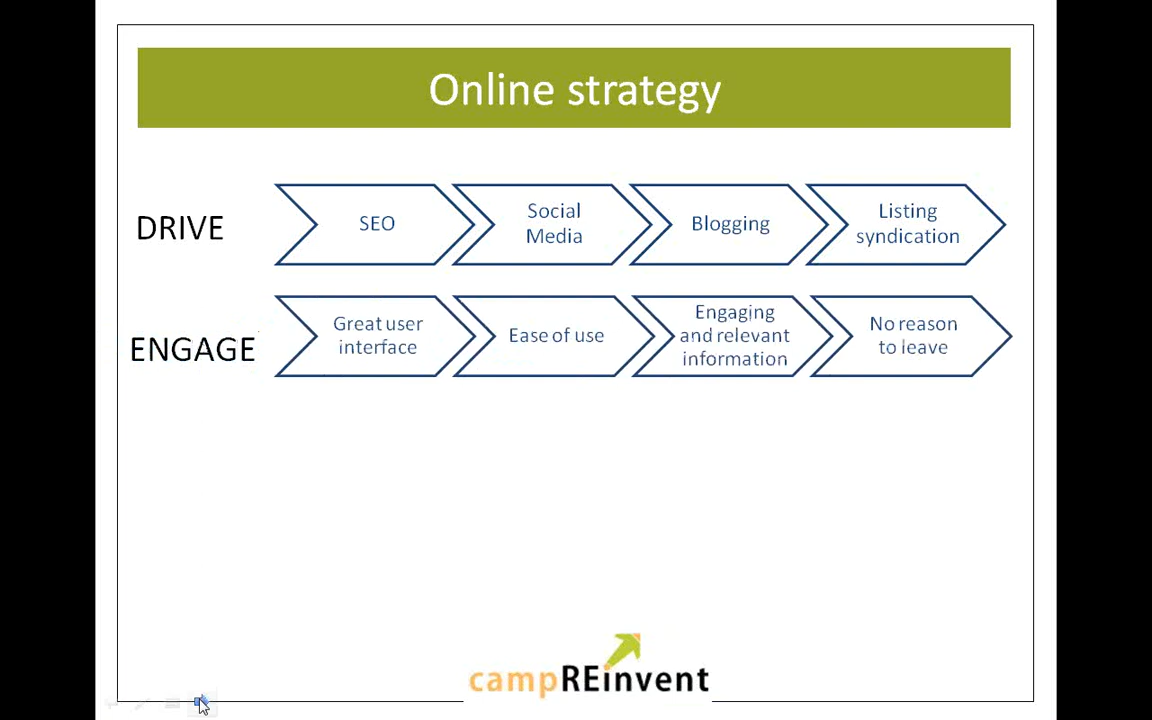 Online strategy
DRIVE
SEO
Social
Media
Blogging
Listing
syndication
ENGAGE
Great user
interface
Ease of use
Engaging
and relevant
information
No reason
to leave
campREinvent